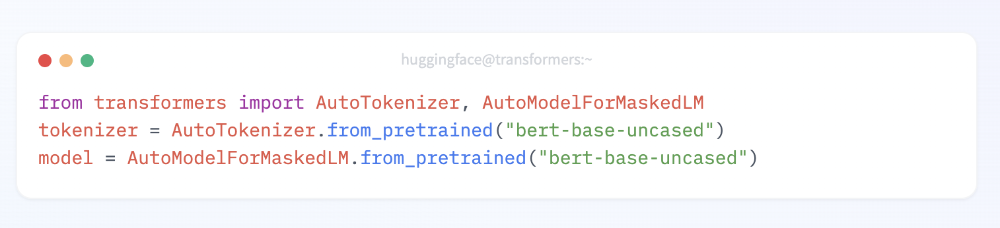 huggingface@transformers:~
from transformers import AutoTokenizer, AutoModelForMaskedLM
tokenizer = AutoTokenizer.from_pretrained("bert-base-uncased")
model = AutoModelForMaskedLM.from_pretrained("bert-base-uncased")